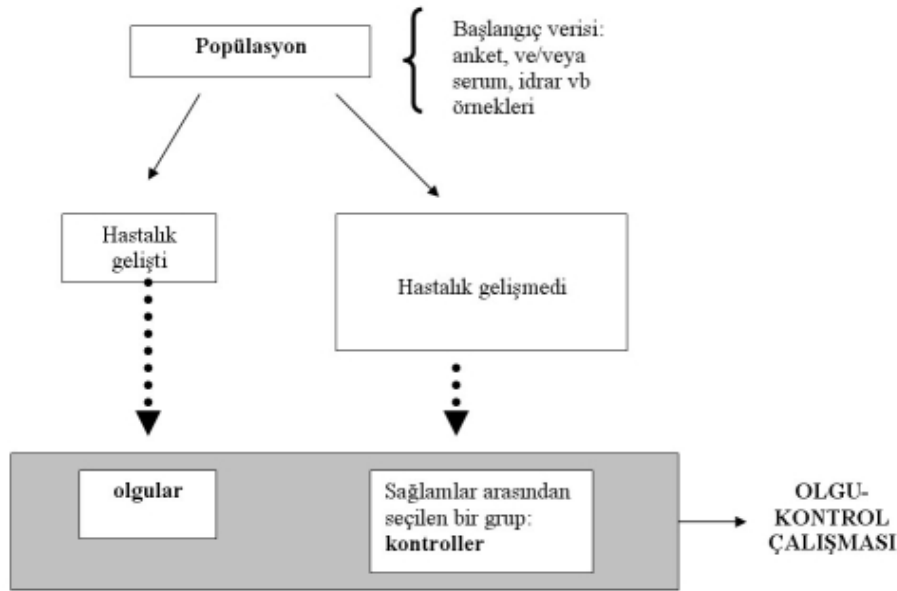 Popülasyon
Başlangıç verisi:
anket, ve/veya
serum, idrar vb
örnekleri
Hastalık
gelişti
Hastalık gelişmedi
olgular
Sağlamlar arasından
seçilen bir grup:
kontroller
OLGU-
KONTROL
ÇALIŞMASI